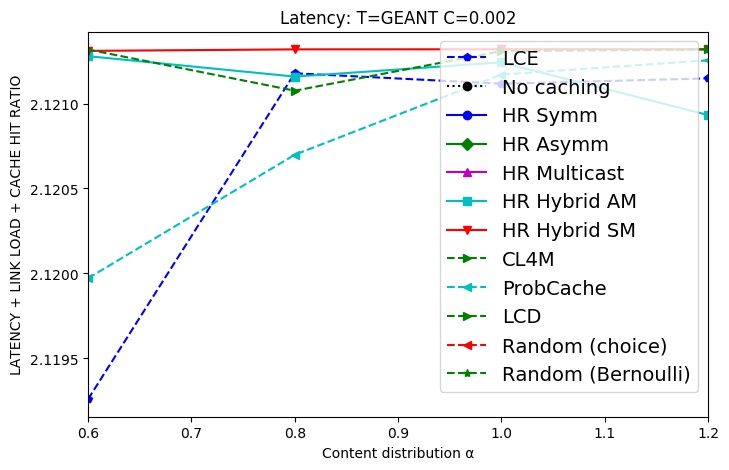 Latency: T=GEANT C=0.002
LATENCY + LINK LOAD + CACHE HIT RATIO
2.1210
2.1205
2.1200
2.1195
0.6
0.7
0.8
0.9
1.0
1.1
1.2
Content distribution α
LCE
No caching
HR Symm
HR Asymm
HR Multicast
HR Hybrid AM
HR Hybrid SM
CL4M
ProbCache
LCD
Random (choice)
Random (Bernoulli)